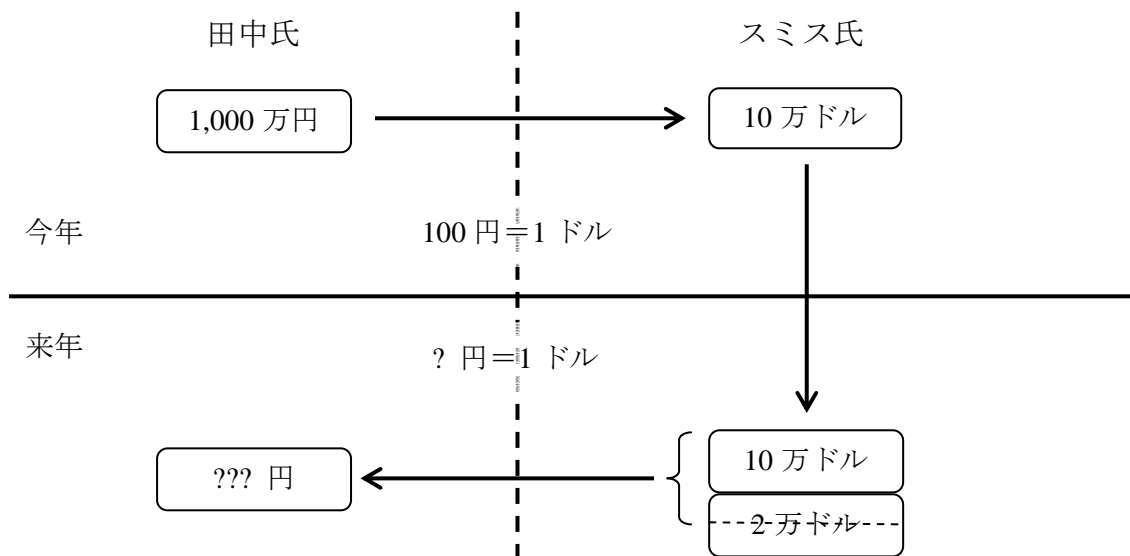 田中氏 スミス氏
1,000 万円 10 万ドル
今年 100 円＝1 ドル
来年 ? 円＝1 ドル
??? 円 10 万ドル
2 万ドル